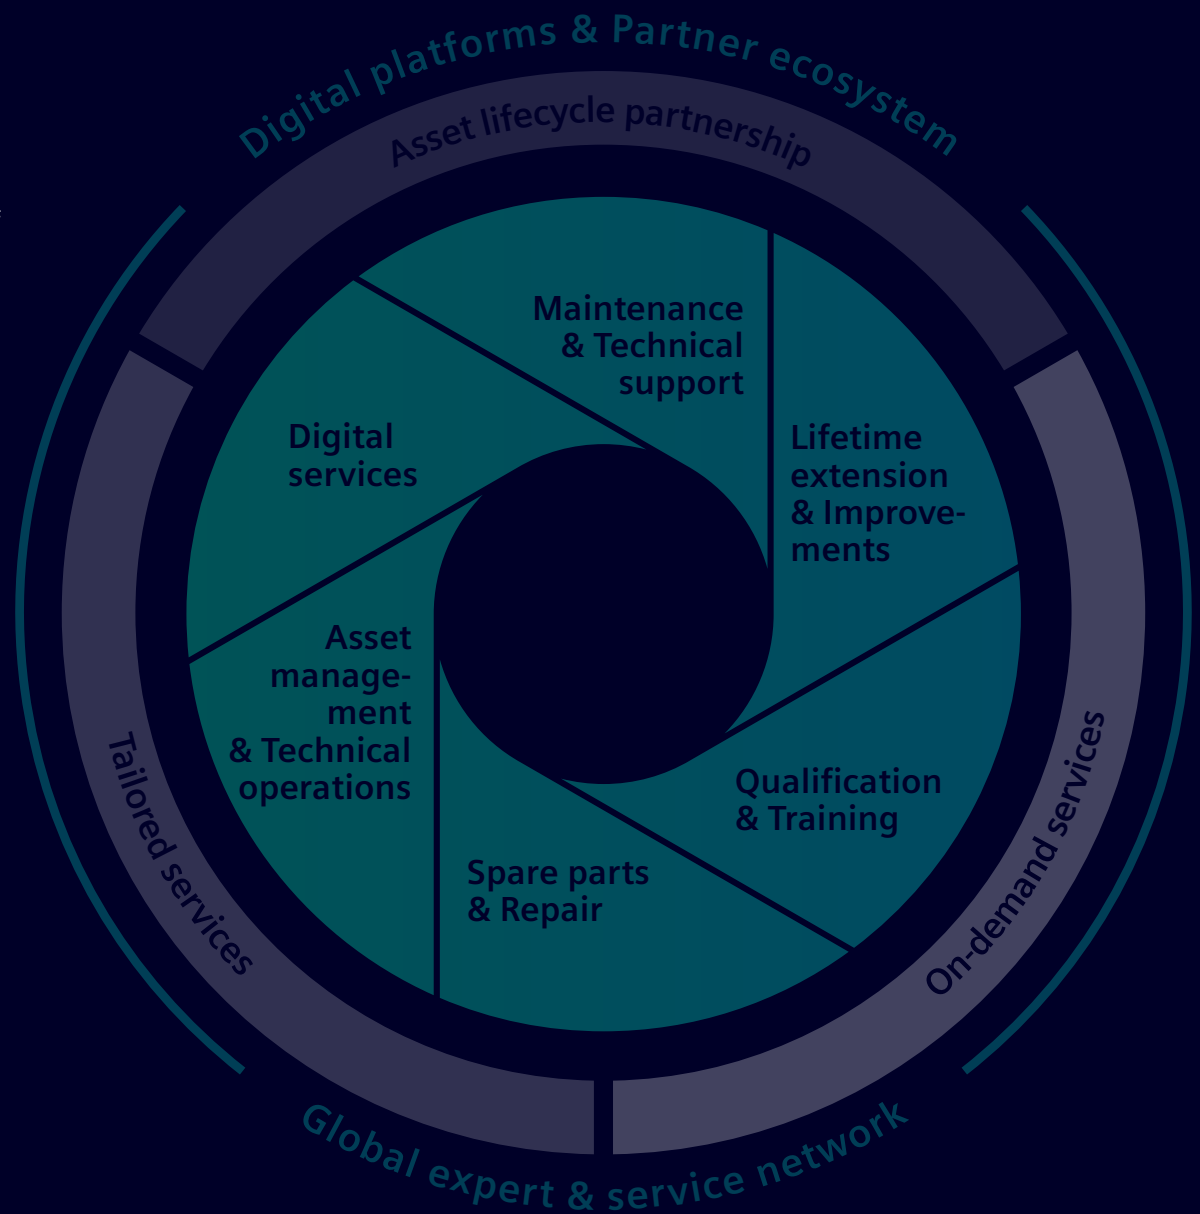 Digital platforms & Partner ecosystem
Asset lifecycle partnership
Maintenance
& Technical
support
Lifetime
extension
& Improve-
ments
Digital
services
Asset
manage-
ment
& Technical
operations
Qualification
& Training
Spare parts
& Repair
Tailored services
On-demand services
Global expert & service network